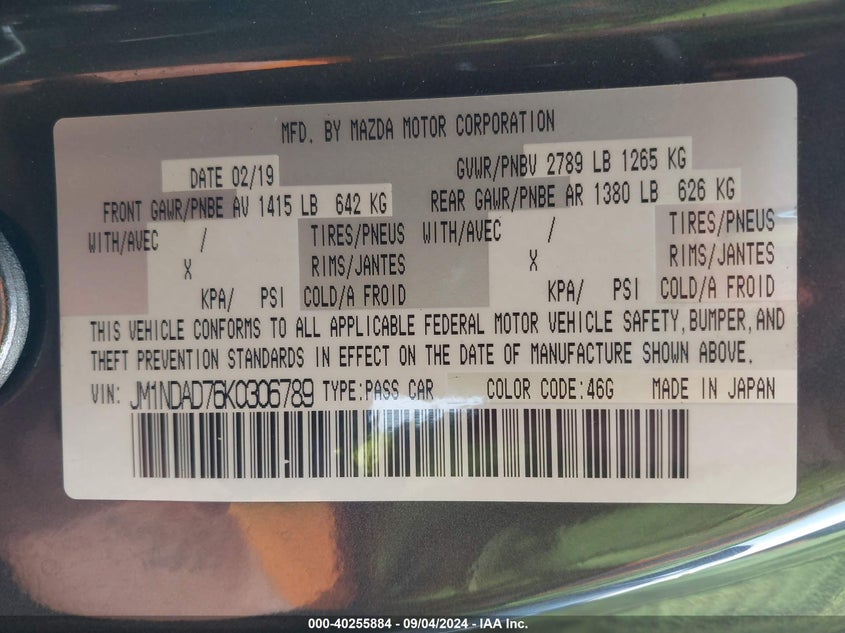 MFD. BY MAZDA MOTOR CORPORATION
DATE 02/19 GVWR/PNBV 2789 LB 1265 KG
FRONT GAWR/PNBE AV 1415 LB 642 KG REAR GAWR/PNBE AR 1380 LB 626 KG
WITH/AVEC / TIRES/PNEUS WITH/AVEC / TIRES/PNEUS
X RIMS/JANTES X RIMS/JANTES
KPA/ PSI COLD/A FROID KPA/ PSI COLD/A FROID
THIS VEHICLE CONFORMS TO ALL APPLICABLE FEDERAL MOTOR VEHICLE SAFETY, BUMPER, AND
THEFT PREVENTION STANDARDS IN EFFECT ON THE DATE OF MANUFACTURE SHOWN ABOVE.
VIN: JM1NDAD76K0306789 TYPE:PASS CAR COLOR CODE:46G MADE IN JAPAN
000-40255884 - 09/04/2024 - IAA Inc.